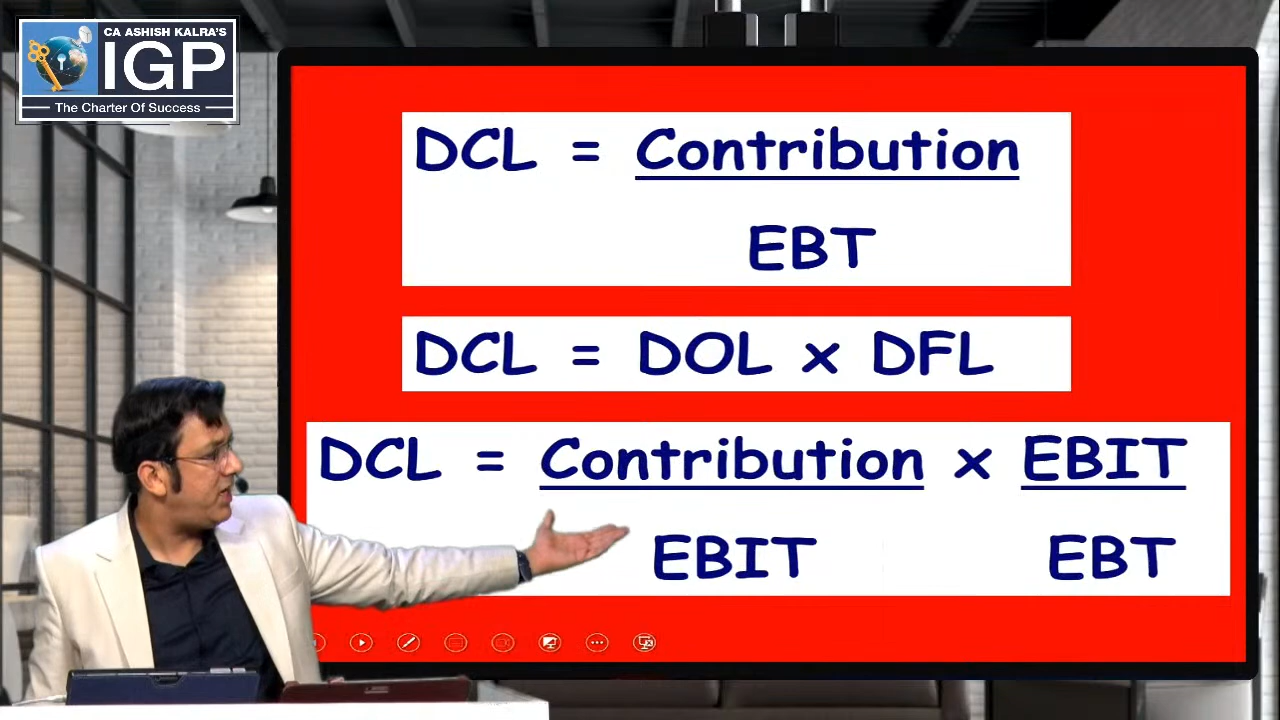 CA ASHISH KALRA'S
IGP
The Charter Of Success
DCL = Contribution
EBT
DCL = DOL x DFL
DCL = Contribution x EBIT
EBIT EBT